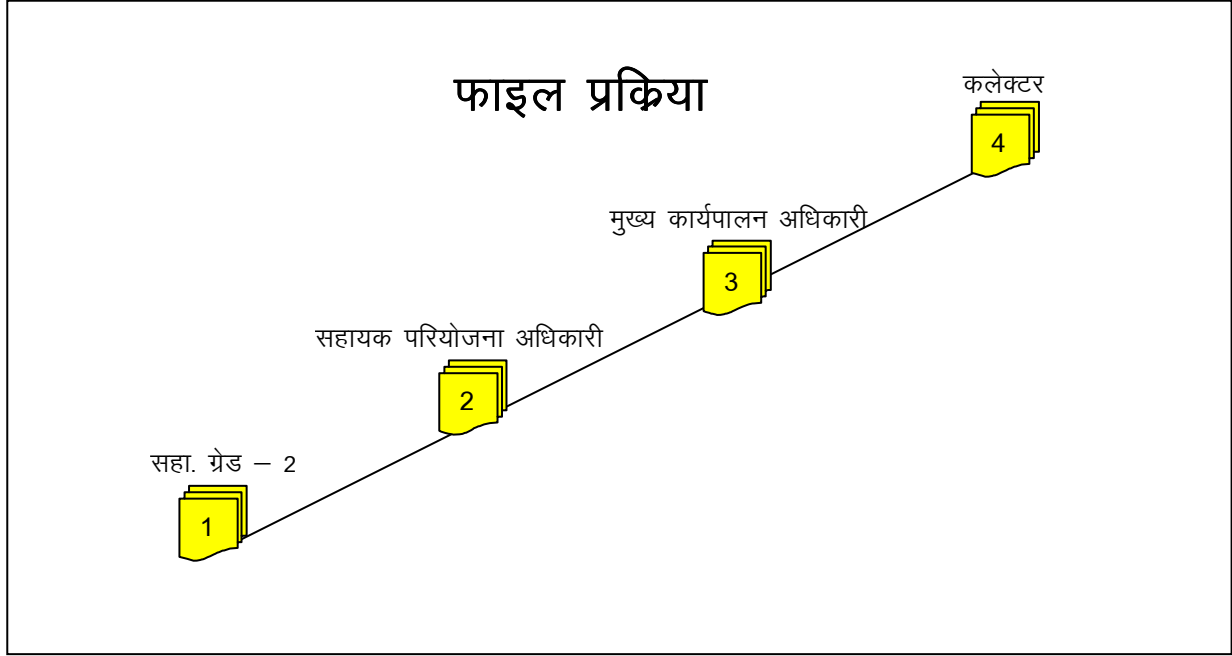 फाइल प्रक्रिया
कलेक्टर
4
मुख्य कार्यपालन अधिकारी
3
सहायक परियोजना अधिकारी
2
सहा. ग्रेड – 2
1